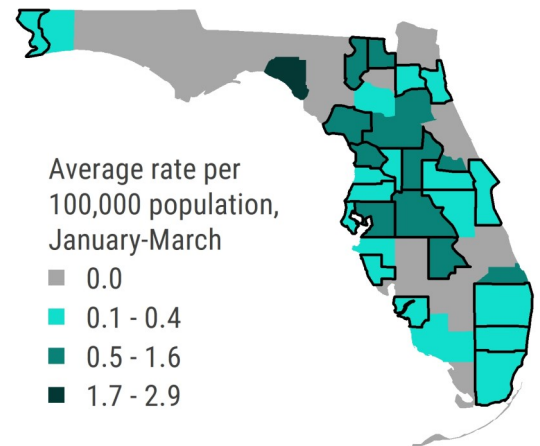 Average rate per
100,000 population,
January-March
0.0
0.1 - 0.4
0.5 - 1.6
1.7 - 2.9